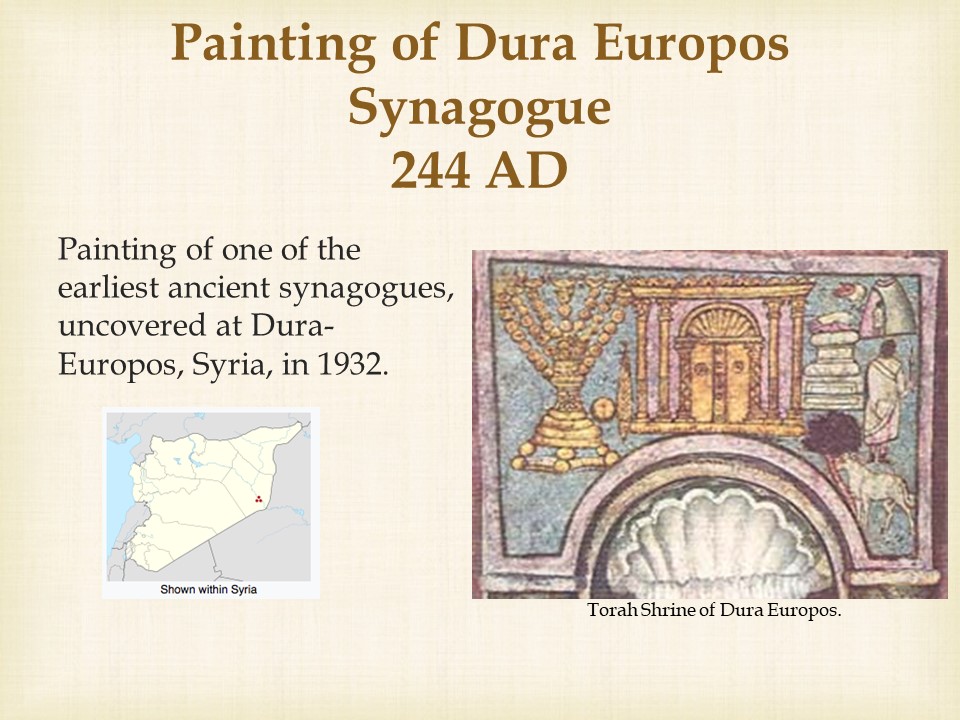 Painting of Dura Europos
Synagogue
244 AD
Painting of one of the
earliest ancient synagogues,
uncovered at Dura-
Europos, Syria, in 1932.
Shown within Syria
Torah Shrine of Dura Europos.